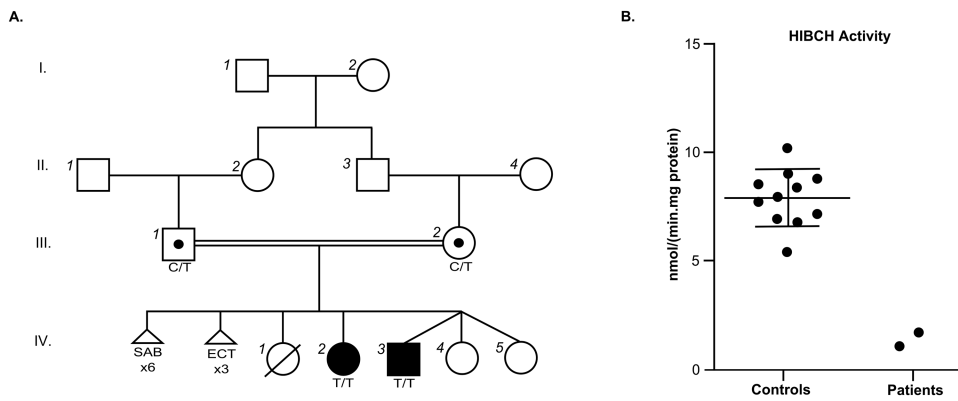 A.
I.
1
2
II.
1
2
3
4
III.
1
2
C/T
C/T
IV.
SAB
x6
ECT
x3
1
2
3
4
5
T/T
T/T
B.
HIBCH Activity
nmol/(min.mg protein)
15
10
5
0
Controls
Patients